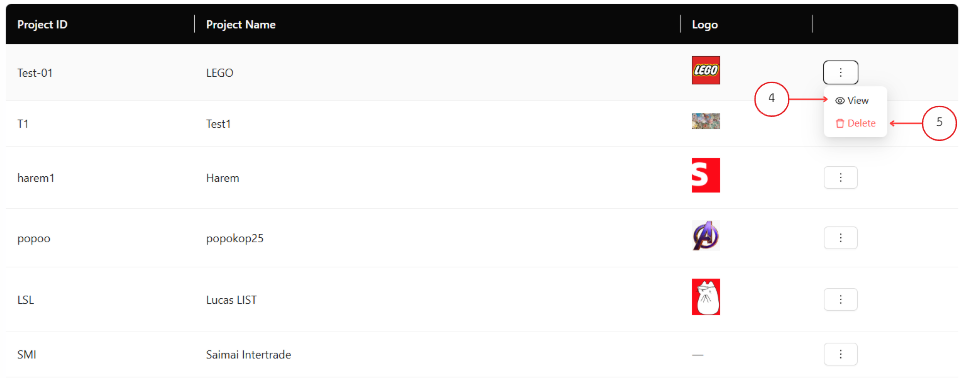 Project ID Project Name Logo
Test-01 LEGO LEGO
4 View
T1 Test1
Delete 5
harem1 Harem S
popoo popokop25 A
LSL Lucas LIST
SMI Saimai Intertrade —